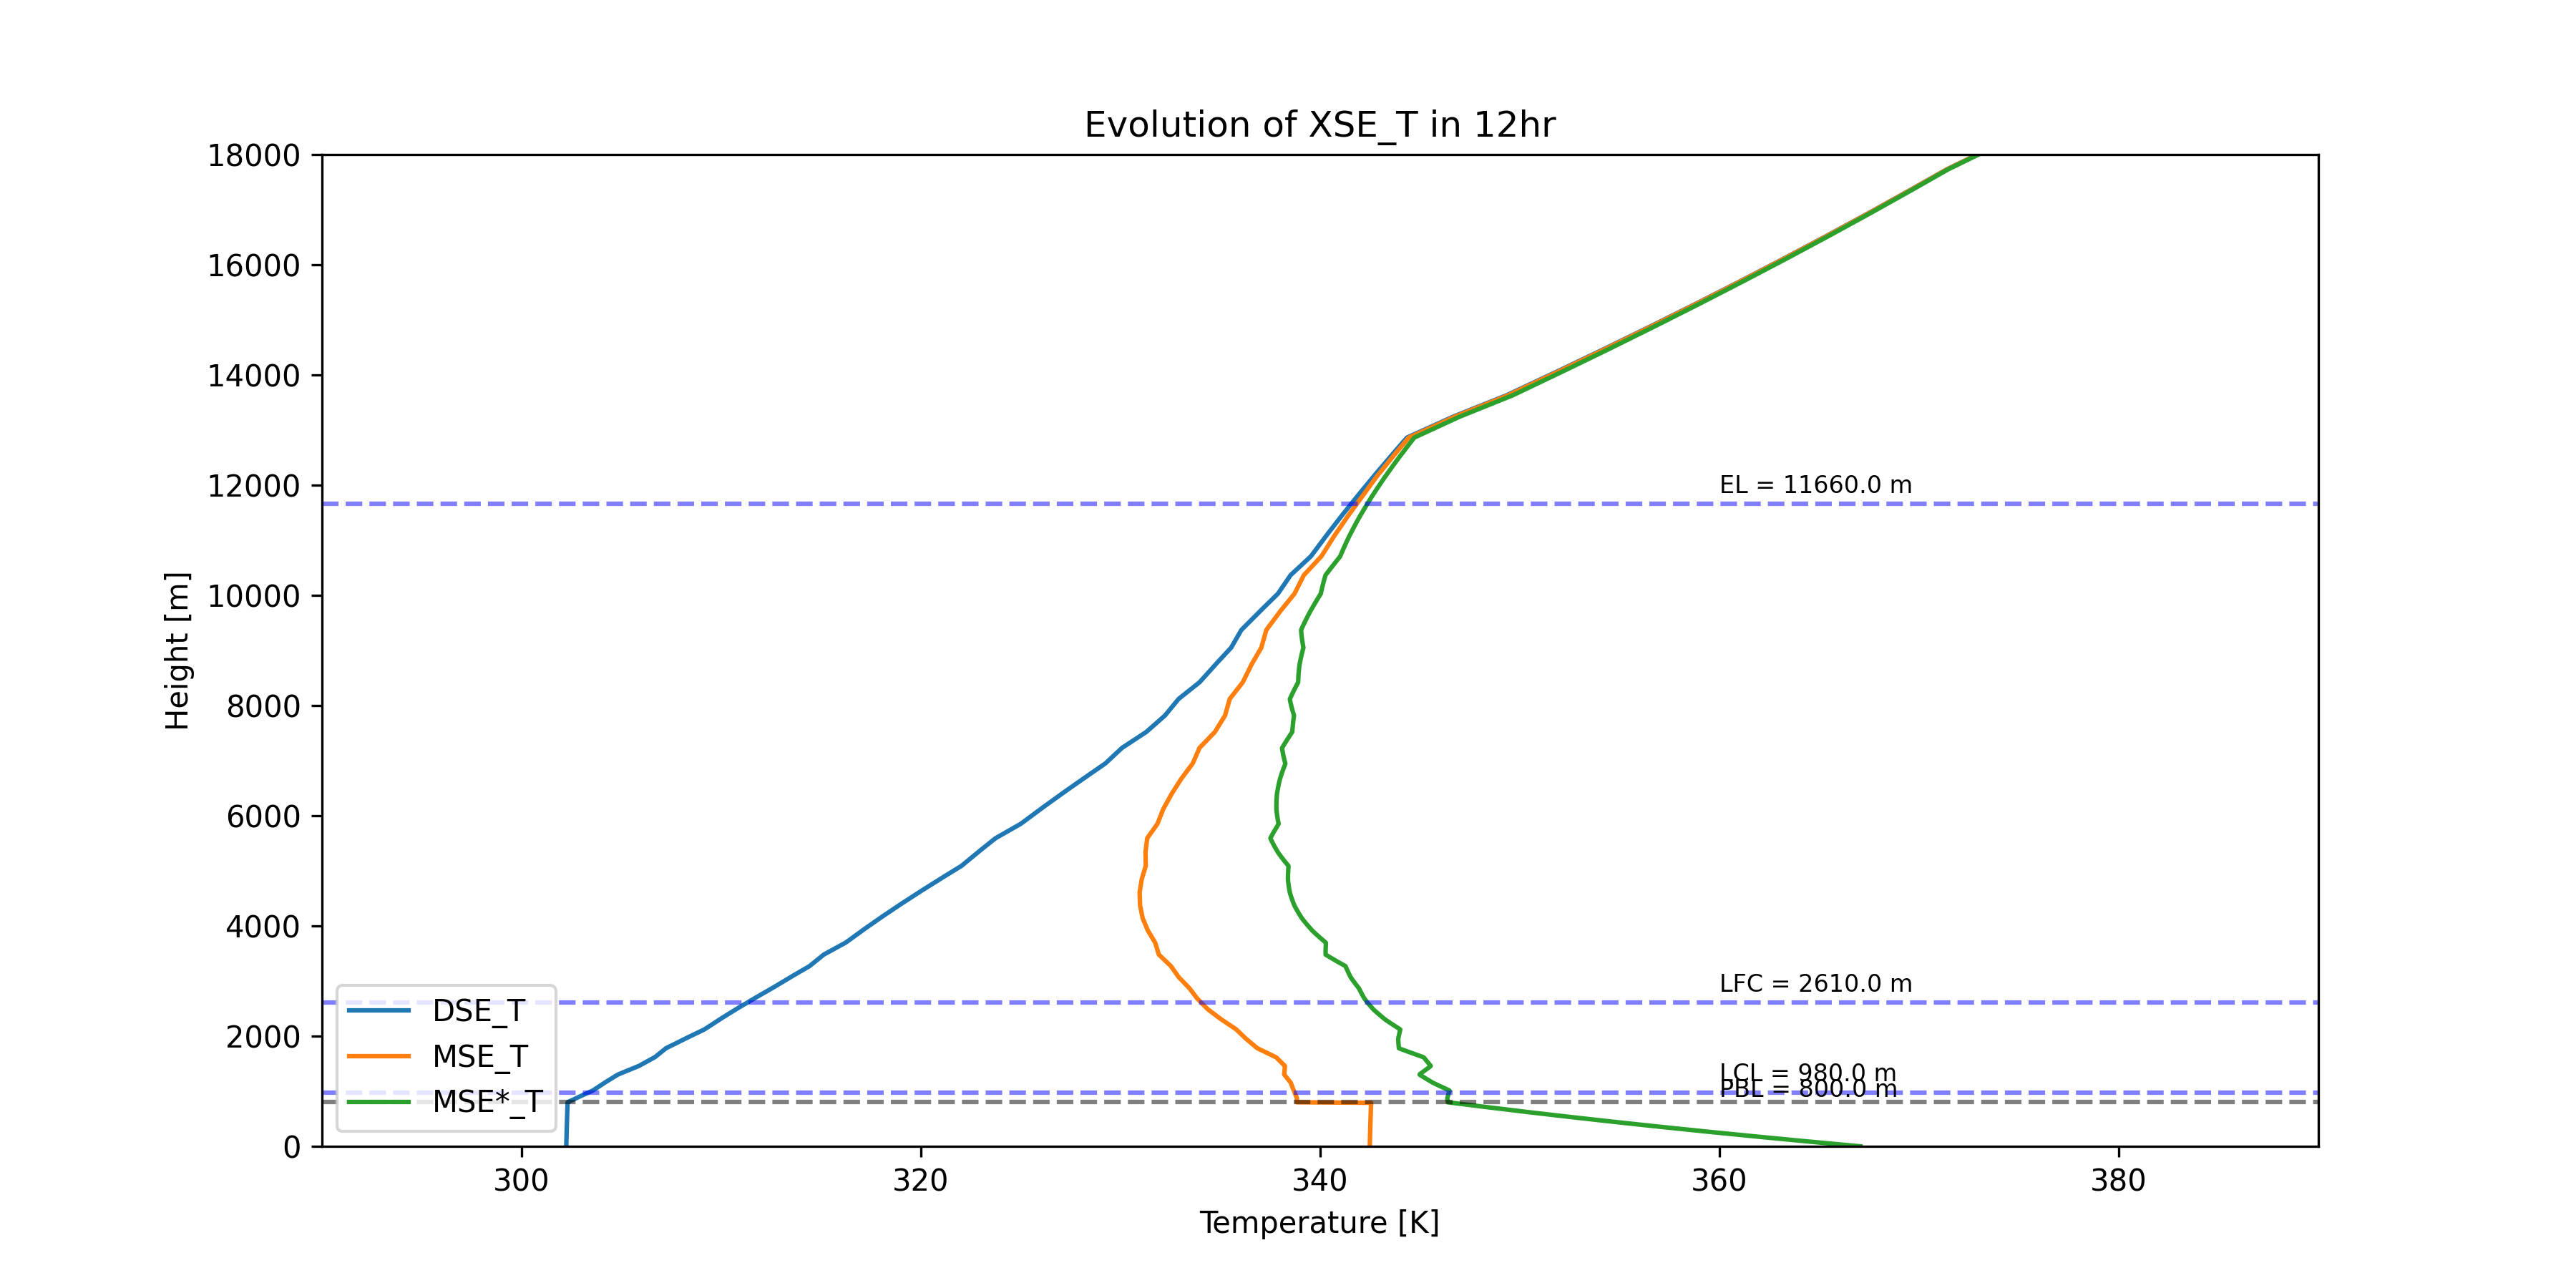 Evolution of XSE_T in 12hr
Height [m]
18000
16000
14000
12000
10000
8000
6000
4000
2000
0
EL = 11660.0 m
LFC = 2610.0 m
LCL = 980.0 m
PBL = 800.0 m
DSE_T
MSE_T
MSE*_T
300 320 340 360 380
Temperature [K]